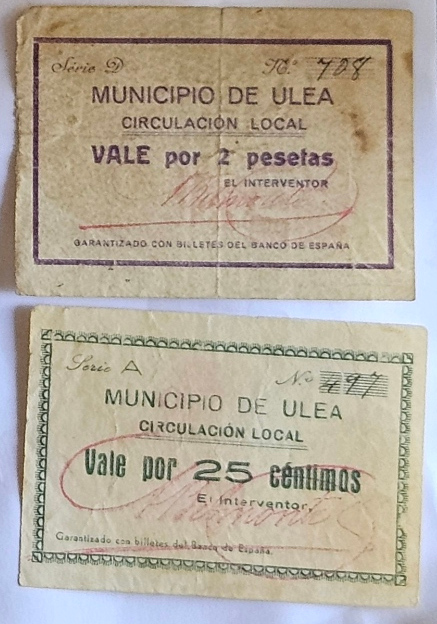 Série D Nº 708
MUNICIPIO DE ULEA
CIRCULACIÓN LOCAL
VALE por 2 pesetas
EL INTERVENTOR
GARANTIZADO CON BILLETES DEL BANCO DE ESPAÑA
Serie A Nº 497
MUNICIPIO DE ULEA
CIRCULACIÓN LOCAL
Vale por 25 céntimos
El Interventor,
Garantizado con billetes del Banco de España.